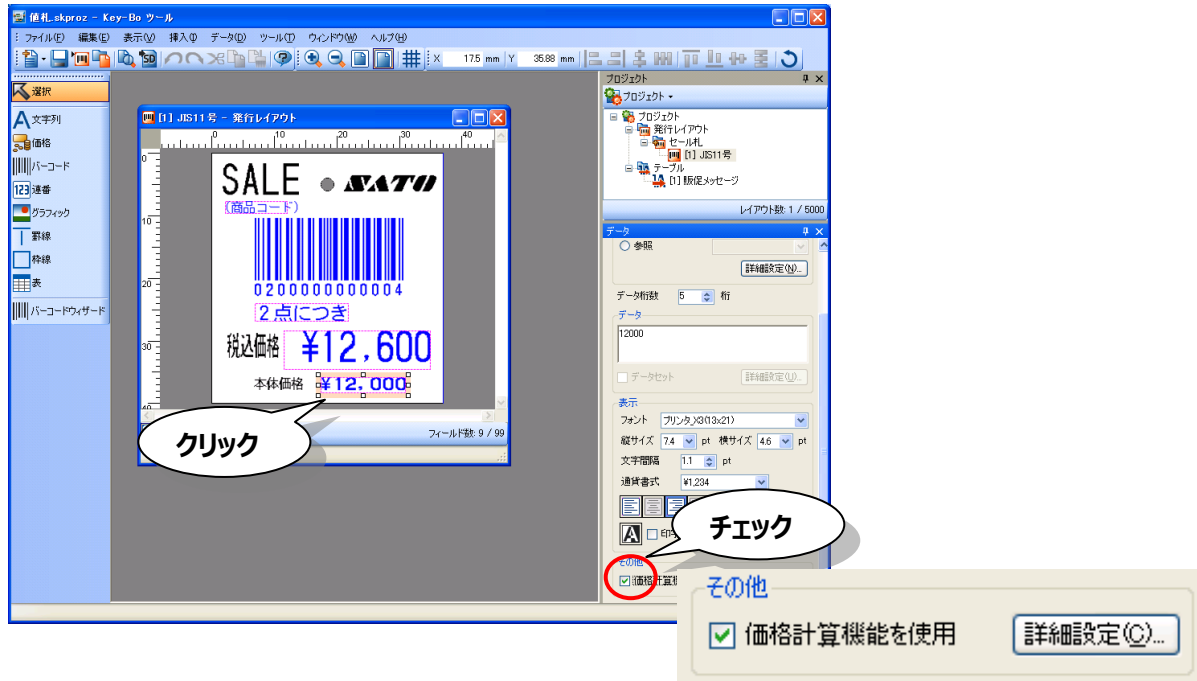 値札.skproz - Key-Bo ツール
ファイル(F) 編集(E) 表示(V) 挿入(I) データ(D) ツール(T) ウィンドウ(W) ヘルプ(H)
X 17.5 mm Y 35.88 mm
選択
文字列
価格
バーコード
連番
グラフィック
罫線
枠線
表
バーコードウィザード
[1] JIS11号 - 発行レイアウト
0 10 20 30 40
0
10
20
30
40
SALE SATO
(商品コード)
0200000000004
2点につき
税込価格 ¥12,600
本体価格 ¥12,000
フィールド数: 9 / 99
クリック
プロジェクト
プロジェクト
プロジェクト
発行レイアウト
セール札
[1] JIS11号
テーブル
[1] 販促メッセージ
レイアウト数: 1 / 5000
データ
参照
詳細設定(N)...
データ桁数 5 桁
データ
12000
データセット 詳細設定(U)...
表示
フォント プリンタ_X3(13x21)
縦サイズ 7.4 pt 横サイズ 4.6 pt
文字間隔 1.1 pt
通貨書式 ¥1,234
チェック
その他
その他
価格計算機能を使用 詳細設定(C)...